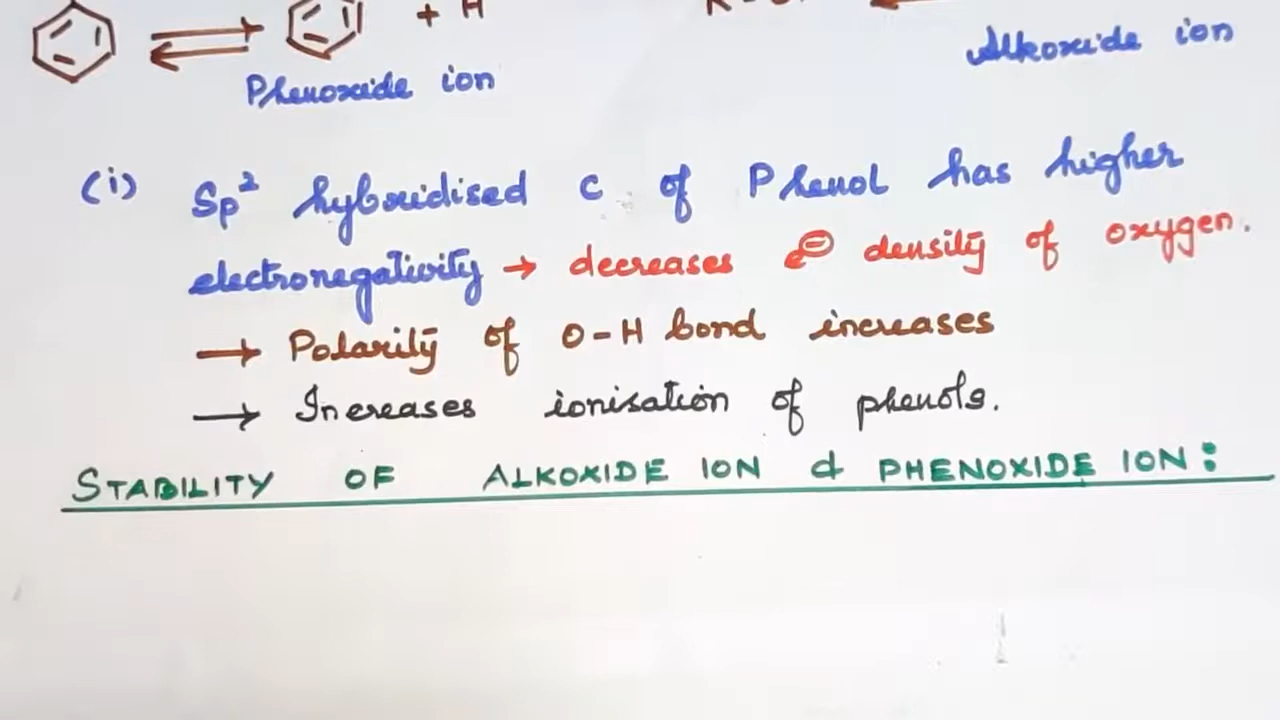 + H
Phenoxide ion
Alkoxide ion
(i) Sp² hybridised C of Phenol has higher
electronegativity → decreases e⊖ density of oxygen.
→ Polarity of O-H bond increases
→ Increases ionisation of phenols.
STABILITY OF ALKOXIDE ION & PHENOXIDE ION: